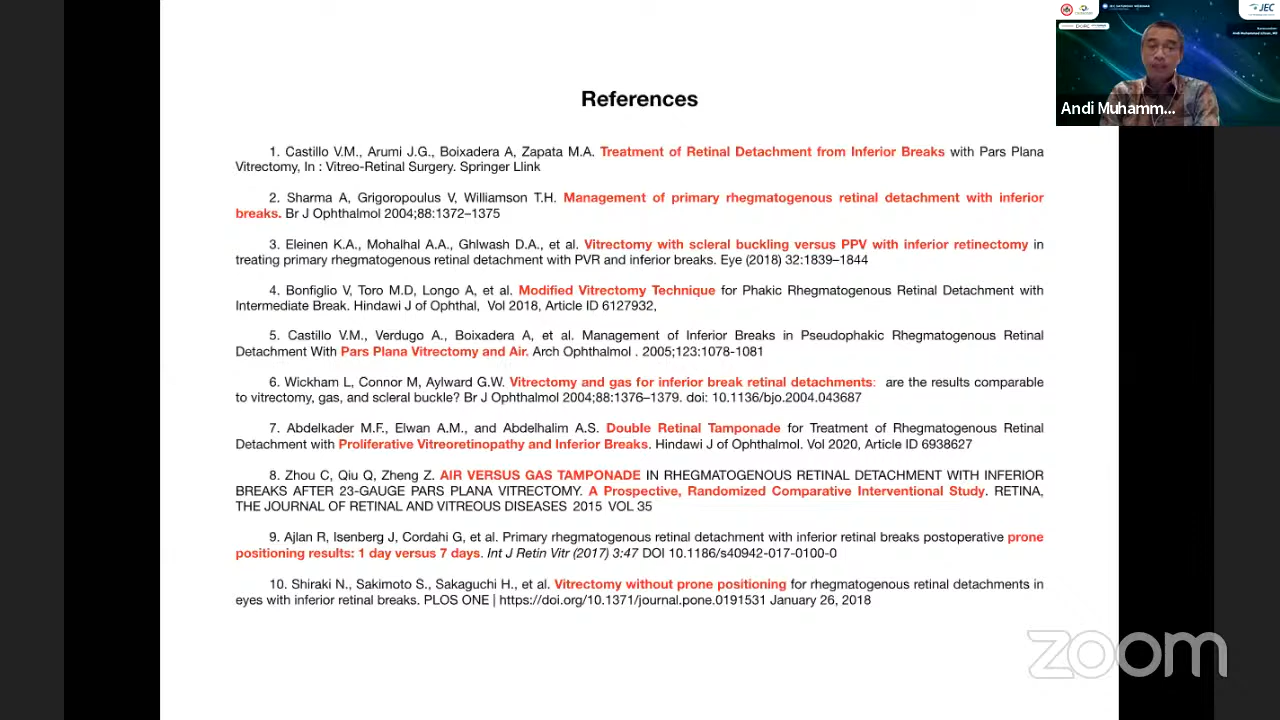 References
1. Castillo V.M., Arumi J.G., Boixadera A, Zapata M.A. Treatment of Retinal Detachment from Inferior Breaks with Pars Plana
Vitrectomy, In : Vitreo-Retinal Surgery. Springer Llink
2. Sharma A, Grigoropoulus V, Williamson T.H. Management of primary rhegmatogenous retinal detachment with inferior
breaks. Br J Ophthalmol 2004;88:1372–1375
3. Eleinen K.A., Mohalhal A.A., Ghlwash D.A., et al. Vitrectomy with scleral buckling versus PPV with inferior retinectomy in
treating primary rhegmatogenous retinal detachment with PVR and inferior breaks. Eye (2018) 32:1839–1844
4. Bonfiglio V, Toro M.D, Longo A, et al. Modified Vitrectomy Technique for Phakic Rhegmatogenous Retinal Detachment with
Intermediate Break. Hindawi J of Ophthal, Vol 2018, Article ID 6127932,
5. Castillo V.M., Verdugo A., Boixadera A, et al. Management of Inferior Breaks in Pseudophakic Rhegmatogenous Retinal
Detachment With Pars Plana Vitrectomy and Air. Arch Ophthalmol . 2005;123:1078-1081
6. Wickham L, Connor M, Aylward G.W. Vitrectomy and gas for inferior break retinal detachments: are the results comparable
to vitrectomy, gas, and scleral buckle? Br J Ophthalmol 2004;88:1376–1379. doi: 10.1136/bjo.2004.043687
7. Abdelkader M.F., Elwan A.M., and Abdelhalim A.S. Double Retinal Tamponade for Treatment of Rhegmatogenous Retinal
Detachment with Proliferative Vitreoretinopathy and Inferior Breaks. Hindawi J of Ophthalmol. Vol 2020, Article ID 6938627
8. Zhou C, Qiu Q, Zheng Z. AIR VERSUS GAS TAMPONADE IN RHEGMATOGENOUS RETINAL DETACHMENT WITH INFERIOR
BREAKS AFTER 23-GAUGE PARS PLANA VITRECTOMY. A Prospective, Randomized Comparative Interventional Study. RETINA,
THE JOURNAL OF RETINAL AND VITREOUS DISEASES 2015 VOL 35
9. Ajlan R, Isenberg J, Cordahi G, et al. Primary rhegmatogenous retinal detachment with inferior retinal breaks postoperative prone
positioning results: 1 day versus 7 days. Int J Retin Vitr (2017) 3:47 DOI 10.1186/s40942-017-0100-0
10. Shiraki N., Sakimoto S., Sakaguchi H., et al. Vitrectomy without prone positioning for rhegmatogenous retinal detachments in
eyes with inferior retinal breaks. PLOS ONE | https://doi.org/10.1371/journal.pone.0191531 January 26, 2018
JEC
Andi Muhamm...
zoom